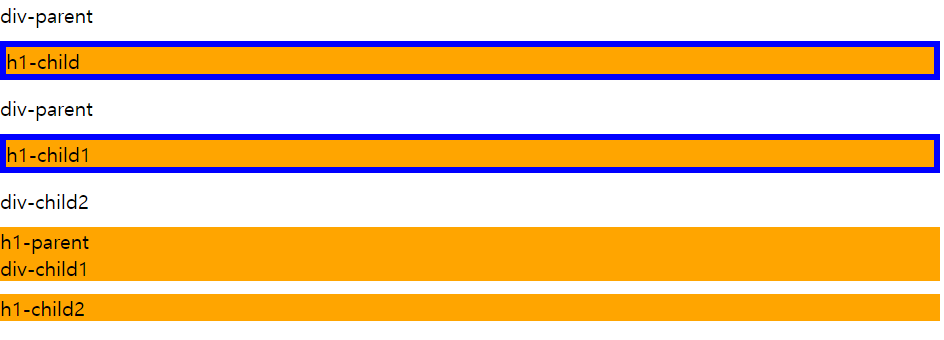 div-parent
h1-child
div-parent
h1-child1
div-child2
h1-parent
div-child1
h1-child2